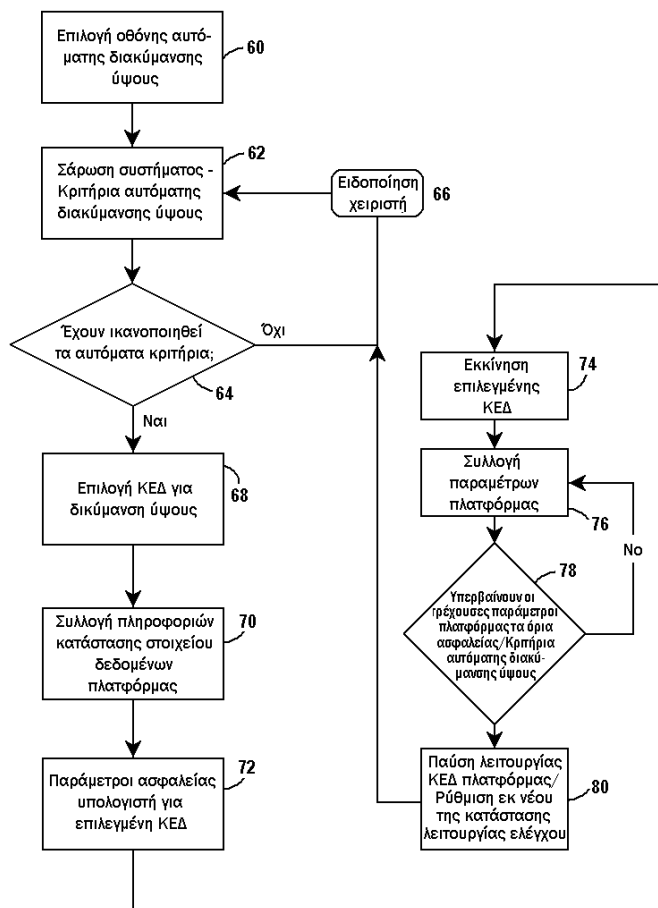 Επιλογή οθόνης αυτό-
ματης διακύμανσης
ύψους
60
Σάρωση συστήματος -
Κριτήρια αυτόματης
διακύμανσης ύψους
62
Ειδοποίηση
χειριστή
66
Έχουν ικανοποιηθεί
τα αυτόματα κριτήρια;
64
Όχι
Ναι
Επιλογή ΚΕΔ για
δικύμανση ύψους
68
Συλλογή πληροφοριών
κατάστασης στοιχείου
δεδομένων
πλατφόρμας
70
Παράμετροι ασφαλείας
υπολογιστή για
επιλεγμένη ΚΕΔ
72
Εκκίνηση
επιλεγμένης
ΚΕΔ
74
Συλλογή
παραμέτρων
πλατφόρμας
76
No
78
Υπερβαίνουν οι
τρέχουσες παράμετροι
πλατφόρμας τα όρια
ασφαλείας/Κριτήρια
αυτόματης διακύ-
μανσης ύψους
Παύση λειτουργίας
ΚΕΔ πλατφόρμας/
Ρύθμιση εκ νέου
της κατάστασης
λειτουργίας ελέγχου
80